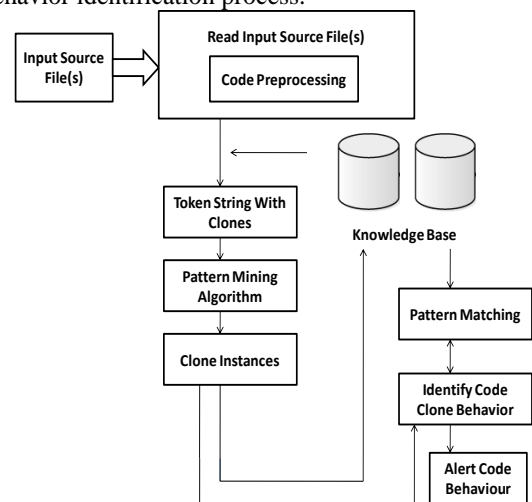 behavior identification process.
Read Input Source File(s)
Input Source
File(s)
Code Preprocessing
Token String With
Clones
Knowledge Base
Pattern Mining
Algorithm
Pattern Matching
Clone Instances
Identify Code
Clone Behavior
Alert Code
Behaviour